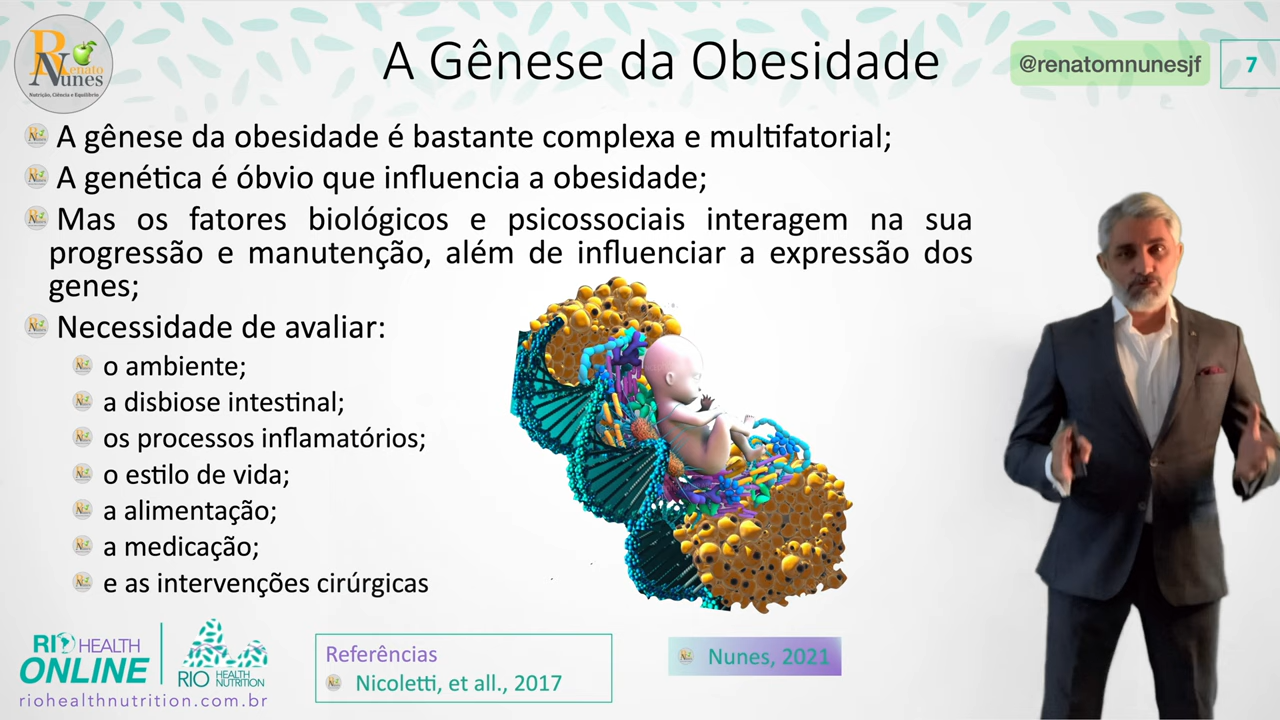 Renato
Nunes
Nutrição, Ciência e Equilíbrio
A Gênese da Obesidade
@renatomnunesjf
7
A gênese da obesidade é bastante complexa e multifatorial;
A genética é óbvio que influencia a obesidade;
Mas os fatores biológicos e psicossociais interagem na sua
progressão e manutenção, além de influenciar a expressão dos
genes;
Necessidade de avaliar:
o ambiente;
a disbiose intestinal;
os processos inflamatórios;
o estilo de vida;
a alimentação;
a medicação;
e as intervenções cirúrgicas
RIO HEALTH
ONLINE
RIO HEALTH
NUTRITION
riohealthnutrition.com.br
Referências
Nicoletti, et all., 2017
Nunes, 2021